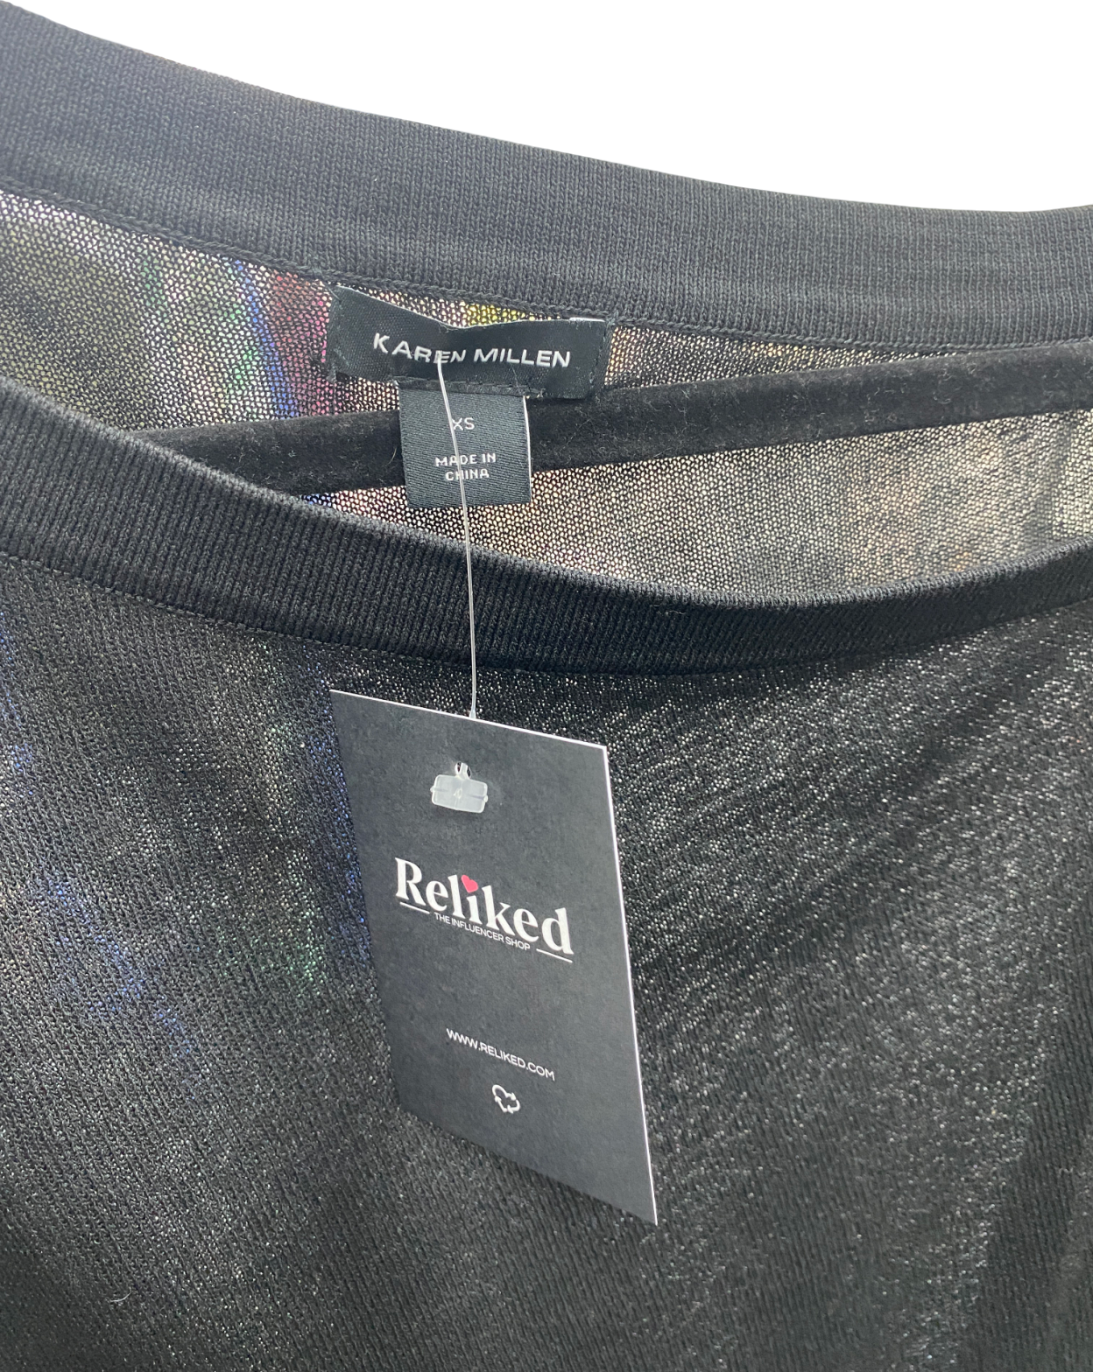 KAREN MILLEN
XS
MADE IN
CHINA
Reliked
THE INFLUENCER SHOP
WWW.RELIKED.COM